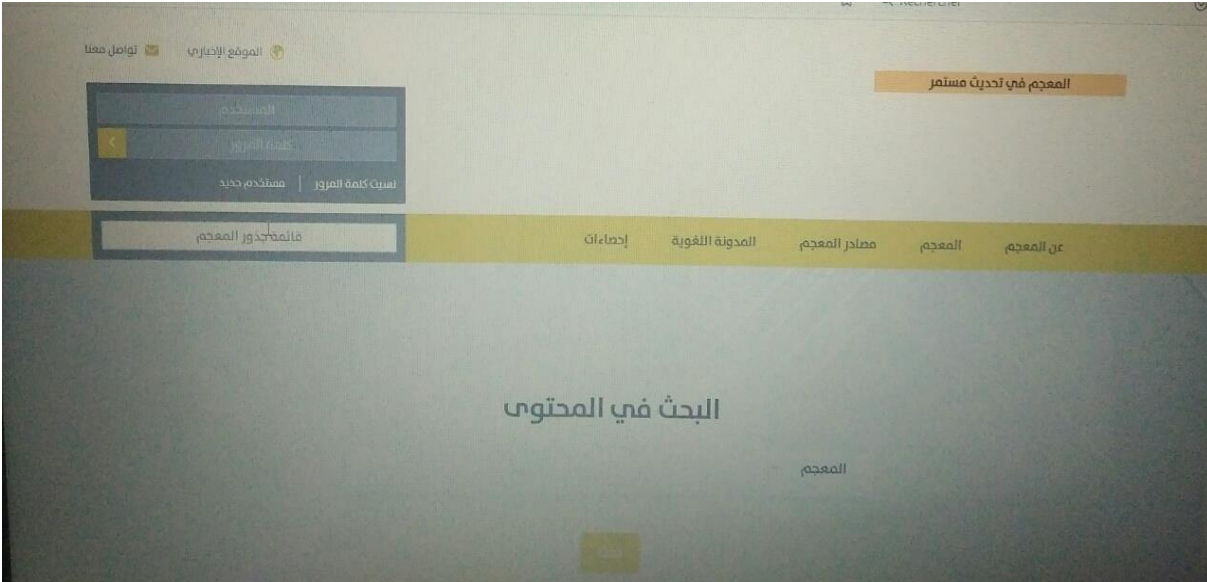 Rechercher
الموقع الإخباري
تواصل معنا
المعجم في تحديث مستمر
المستخدم
كلمة المرور
نسيت كلمة المرور | مستخدم جديد
عن المعجم
المعجم
مصادر المعجم
المدونة اللغوية
إحصاءات
قائمة جذور المعجم
البحث في المحتوى
المعجم